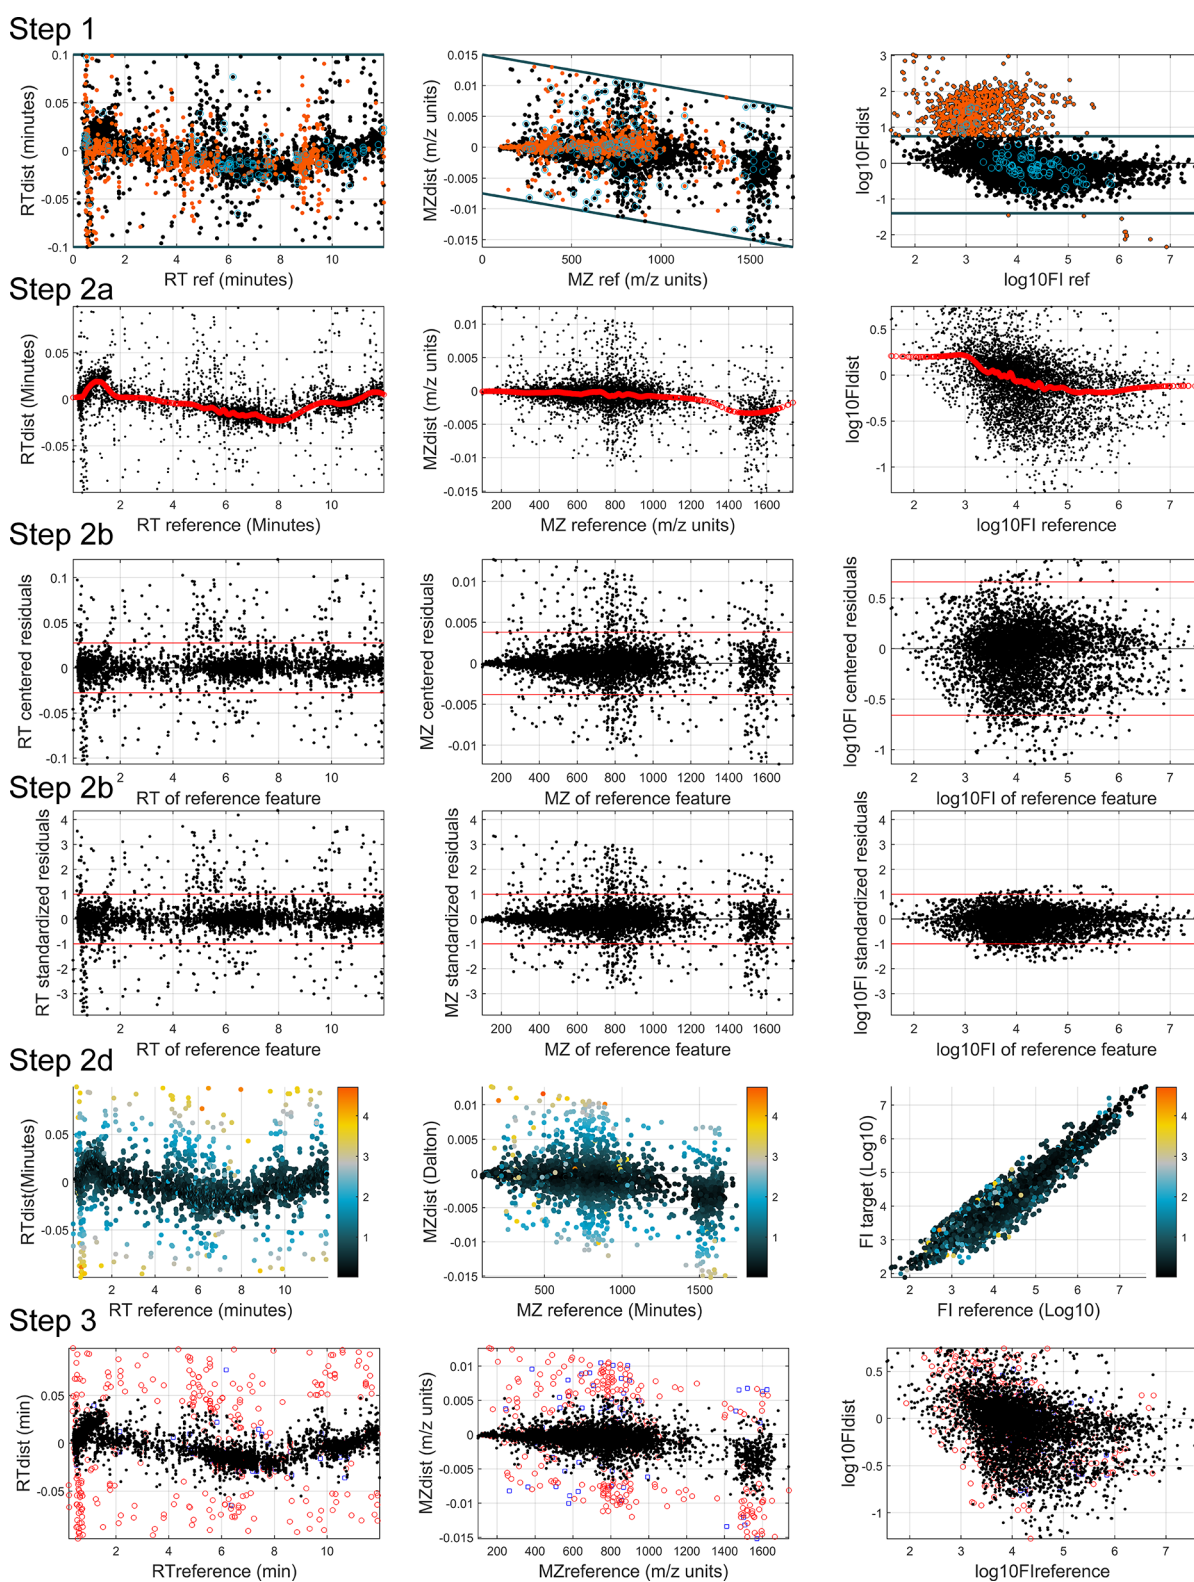 Step 1
0.1
0.05
0
-0.05
-0.1
0 2 4 6 8 10
RTdist (minutes)
RT ref (minutes)
0.015
0.01
0.005
0
-0.005
-0.01
-0.015
0 500 1000 1500
MZdist (m/z units)
MZ ref (m/z units)
3
2
1
0
-1
-2
2 3 4 5 6 7
log10FIdist
log10FI ref
Step 2a
0.05
0
-0.05
2 4 6 8 10
RTdist (Minutes)
RT reference (Minutes)
0.01
0.005
0
-0.005
-0.01
-0.015
200 400 600 800 1000 1200 1400 1600
MZdist (m/z units)
MZ reference (m/z units)
0.5
0
-0.5
-1
2 3 4 5 6 7
log10FIdist
log10FI reference
Step 2b
0.1
0.05
0
-0.05
-0.1
2 4 6 8 10
RT centered residuals
RT of reference feature
0.01
0.005
0
-0.005
-0.01
200 400 600 800 1000 1200 1400 1600
MZ centered residuals
MZ of reference feature
0.5
0
-0.5
-1
2 3 4 5 6 7
log10FI centered residuals
log10FI of reference feature
Step 2b
4
3
2
1
0
-1
-2
-3
2 4 6 8 10
RT standardized residuals
RT of reference feature
4
3
2
1
0
-1
-2
-3
200 400 600 800 1000 1200 1400 1600
MZ standardized residuals
MZ of reference feature
4
3
2
1
0
-1
-2
-3
2 3 4 5 6 7
log10FI standardized residuals
log10FI of reference feature
Step 2d
0.05
0
-0.05
2 4 6 8 10
RTdist(Minutes)
RT reference (minutes)
4
3
2
1
0.01
0.005
0
-0.005
-0.01
-0.015
500 1000 1500
MZdist (Dalton)
MZ reference (Minutes)
4
3
2
1
7
6
5
4
3
2
2 3 4 5 6 7
FI target (Log10)
FI reference (Log10)
4
3
2
1
Step 3
0.05
0
-0.05
2 4 6 8 10
RTdist (min)
RTreference (min)
0.01
0.005
0
-0.005
-0.01
-0.015
200 400 600 800 1000 1200 1400 1600
MZdist (m/z units)
MZreference (m/z units)
0.5
0
-0.5
-1
2 3 4 5 6 7
log10FIdist
log10FIreference